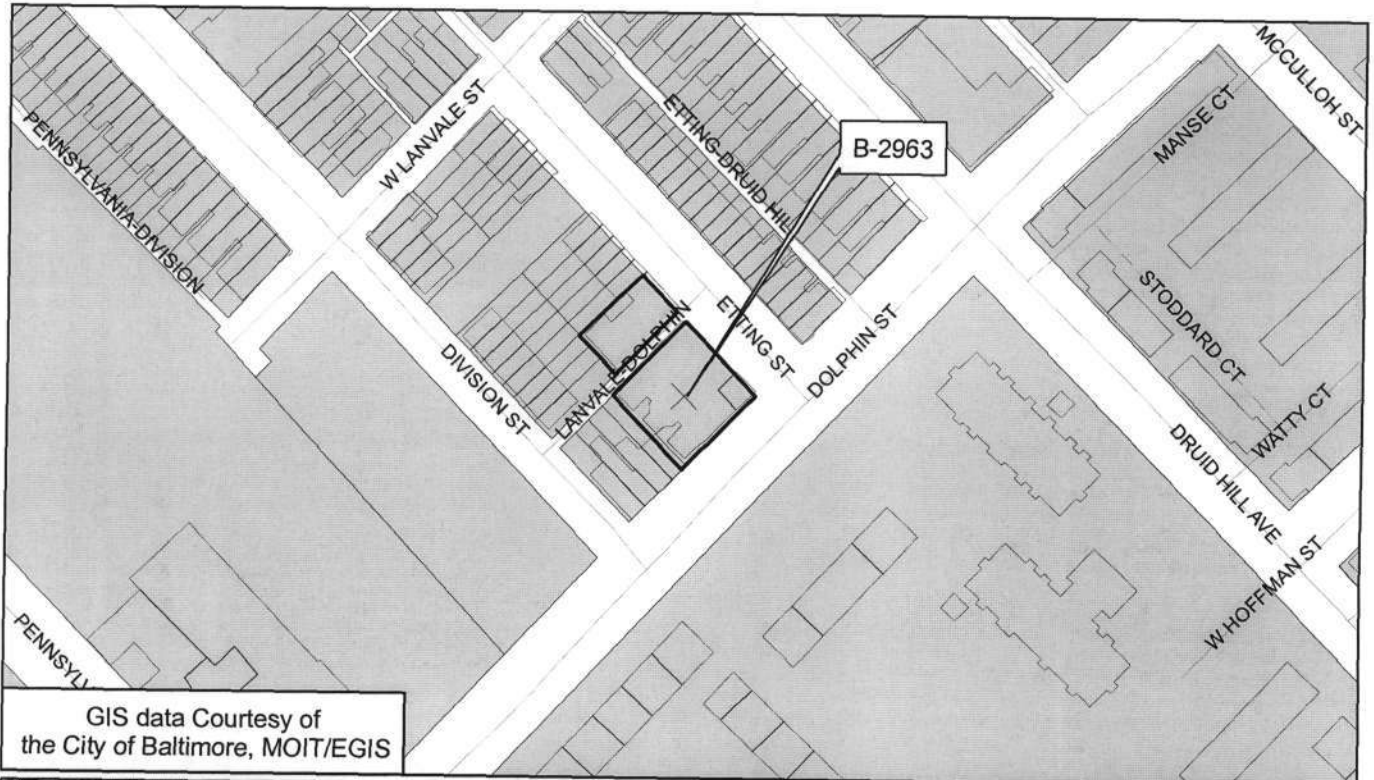 MCCULLOH ST
MANSE CT
W LANVALE ST
ETTING-DRUID HILL
B-2963
PENNSYLVANIA-DIVISION
STODDARD CT
LANVALE-DOLPHIN
ETTING ST
DOLPHIN ST
DIVISION ST
WATTY CT
DRUID HILL AVE
W HOFFMAN ST
PENNSYLV
GIS data Courtesy of
the City of Baltimore, MOIT/EGIS